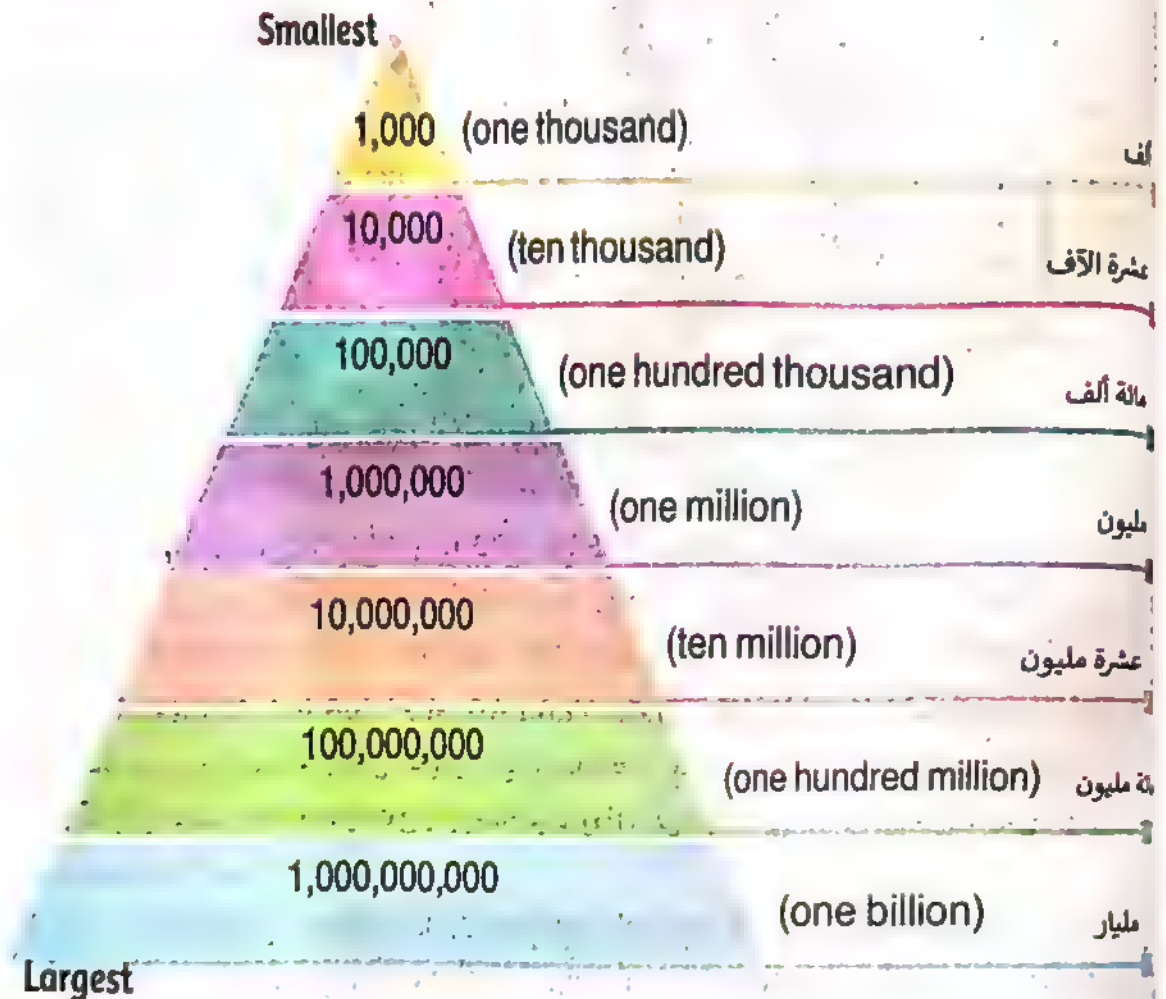 Smallest
1,000 (one thousand)
10,000 (ten thousand) عشرة الآف
100,000 (one hundred thousand) مائة ألف
1,000,000 (one million) مليون
10,000,000 (ten million) عشرة مليون
100,000,000 (one hundred million) مليون
1,000,000,000 (one billion) مليار
Largest